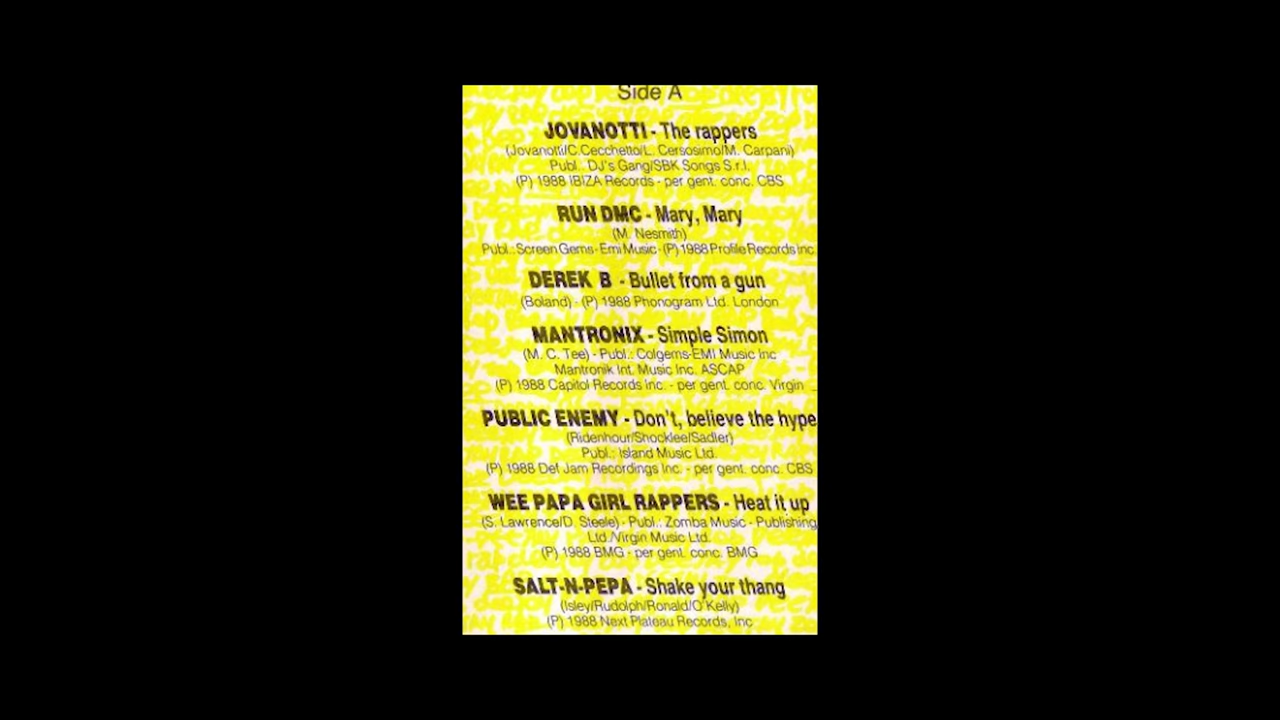 Side A
JOVANOTTI - The rappers
(Jovanotti/C.Cecchetto/L. Cersosimo/M. Carpani)
Publ.: DJ's Gang/SBK Songs S.r.l.
(P) 1988 IBIZA Records - per gent. conc. CBS
RUN DMC - Mary, Mary
(M. Nesmith)
Publ.: Screen Gems - Emi Music - (P) 1988 Profile Records inc.
DEREK B - Bullet from a gun
(Boland) - (P) 1988 Phonogram Ltd. London
MANTRONIX - Simple Simon
(M. C. Tee) - Publ.: Colgems-EMI Music Inc
Mantronik Int. Music Inc. ASCAP
(P) 1988 Capitol Records Inc. - per gent. conc. Virgin
PUBLIC ENEMY - Don't, believe the hype
(Ridenhour/Shocklee/Sadler)
Publ.: Island Music Ltd.
(P) 1988 Def Jam Recordings Inc. - per gent. conc. CBS
WEE PAPA GIRL RAPPERS - Heat it up
(S. Lawrence/D. Steele) - Publ.: Zomba Music - Publishing
Ltd./Virgin Music Ltd.
(P) 1988 BMG - per gent. conc. BMG
SALT-N-PEPA - Shake your thang
(Isley/Rudolph/Ronald/O'Kelly)
(P) 1988 Next Plateau Records, Inc